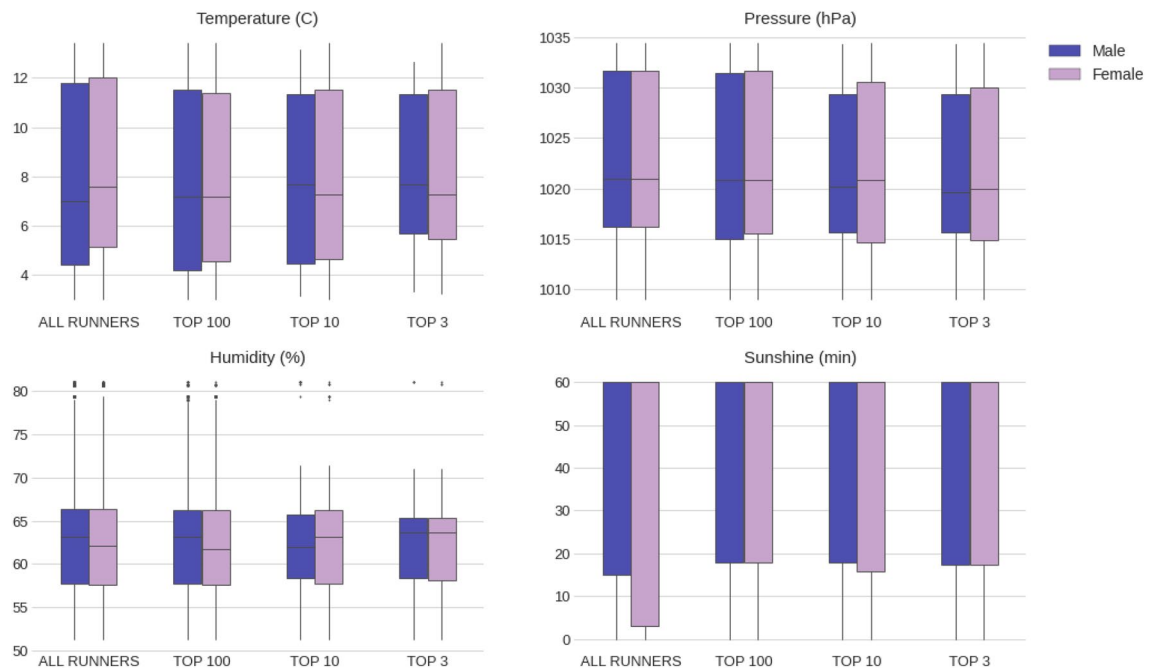 Temperature (C)
12
10
8
6
4
ALL RUNNERS TOP 100 TOP 10 TOP 3
Pressure (hPa)
1035
1030
1025
1020
1015
1010
ALL RUNNERS TOP 100 TOP 10 TOP 3
Male
Female
Humidity (%)
80
75
70
65
60
55
50
ALL RUNNERS TOP 100 TOP 10 TOP 3
Sunshine (min)
60
50
40
30
20
10
0
ALL RUNNERS TOP 100 TOP 10 TOP 3